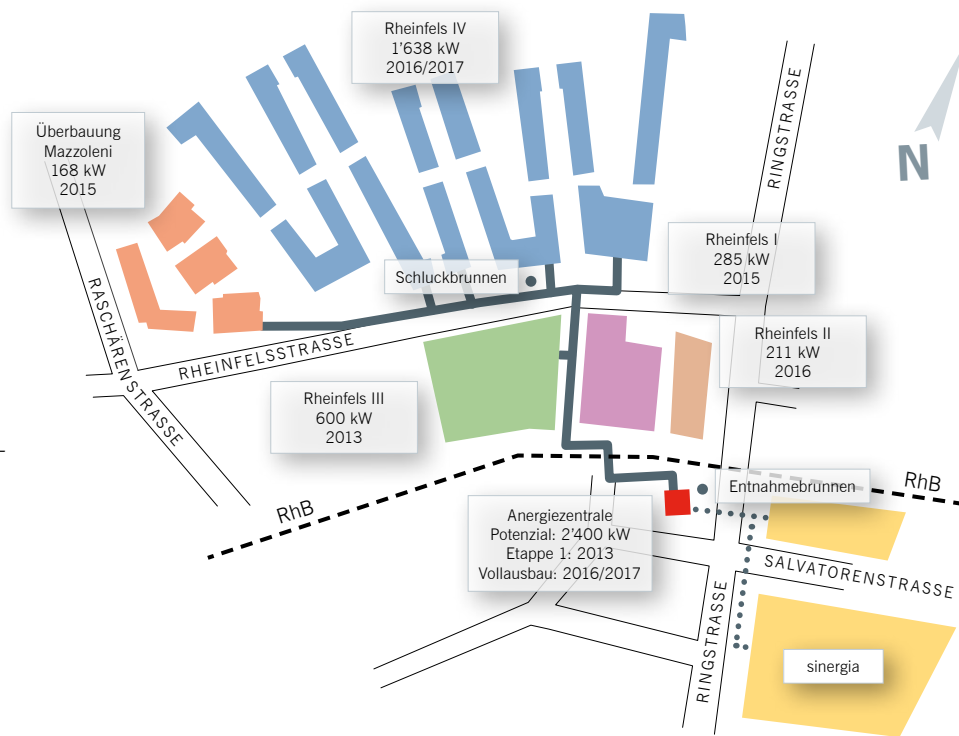 Rheinfels IV
1’638 kW
2016/2017
Überbauung
Mazzoleni
168 kW
2015
RINGSTRASSE
N
Rheinfels I
285 kW
2015
Schluckbrunnen
RASCHÄRENSTRASSE
RHEINFELSSTRASSE
Rheinfels II
211 kW
2016
Rheinfels III
600 kW
2013
RhB
Entnahmebrunnen
RhB
Anergiezentrale
Potenzial: 2’400 kW
Etappe 1: 2013
Vollausbau: 2016/2017
SALVATORENSTRASSE
RINGSTRASSE
sinergia